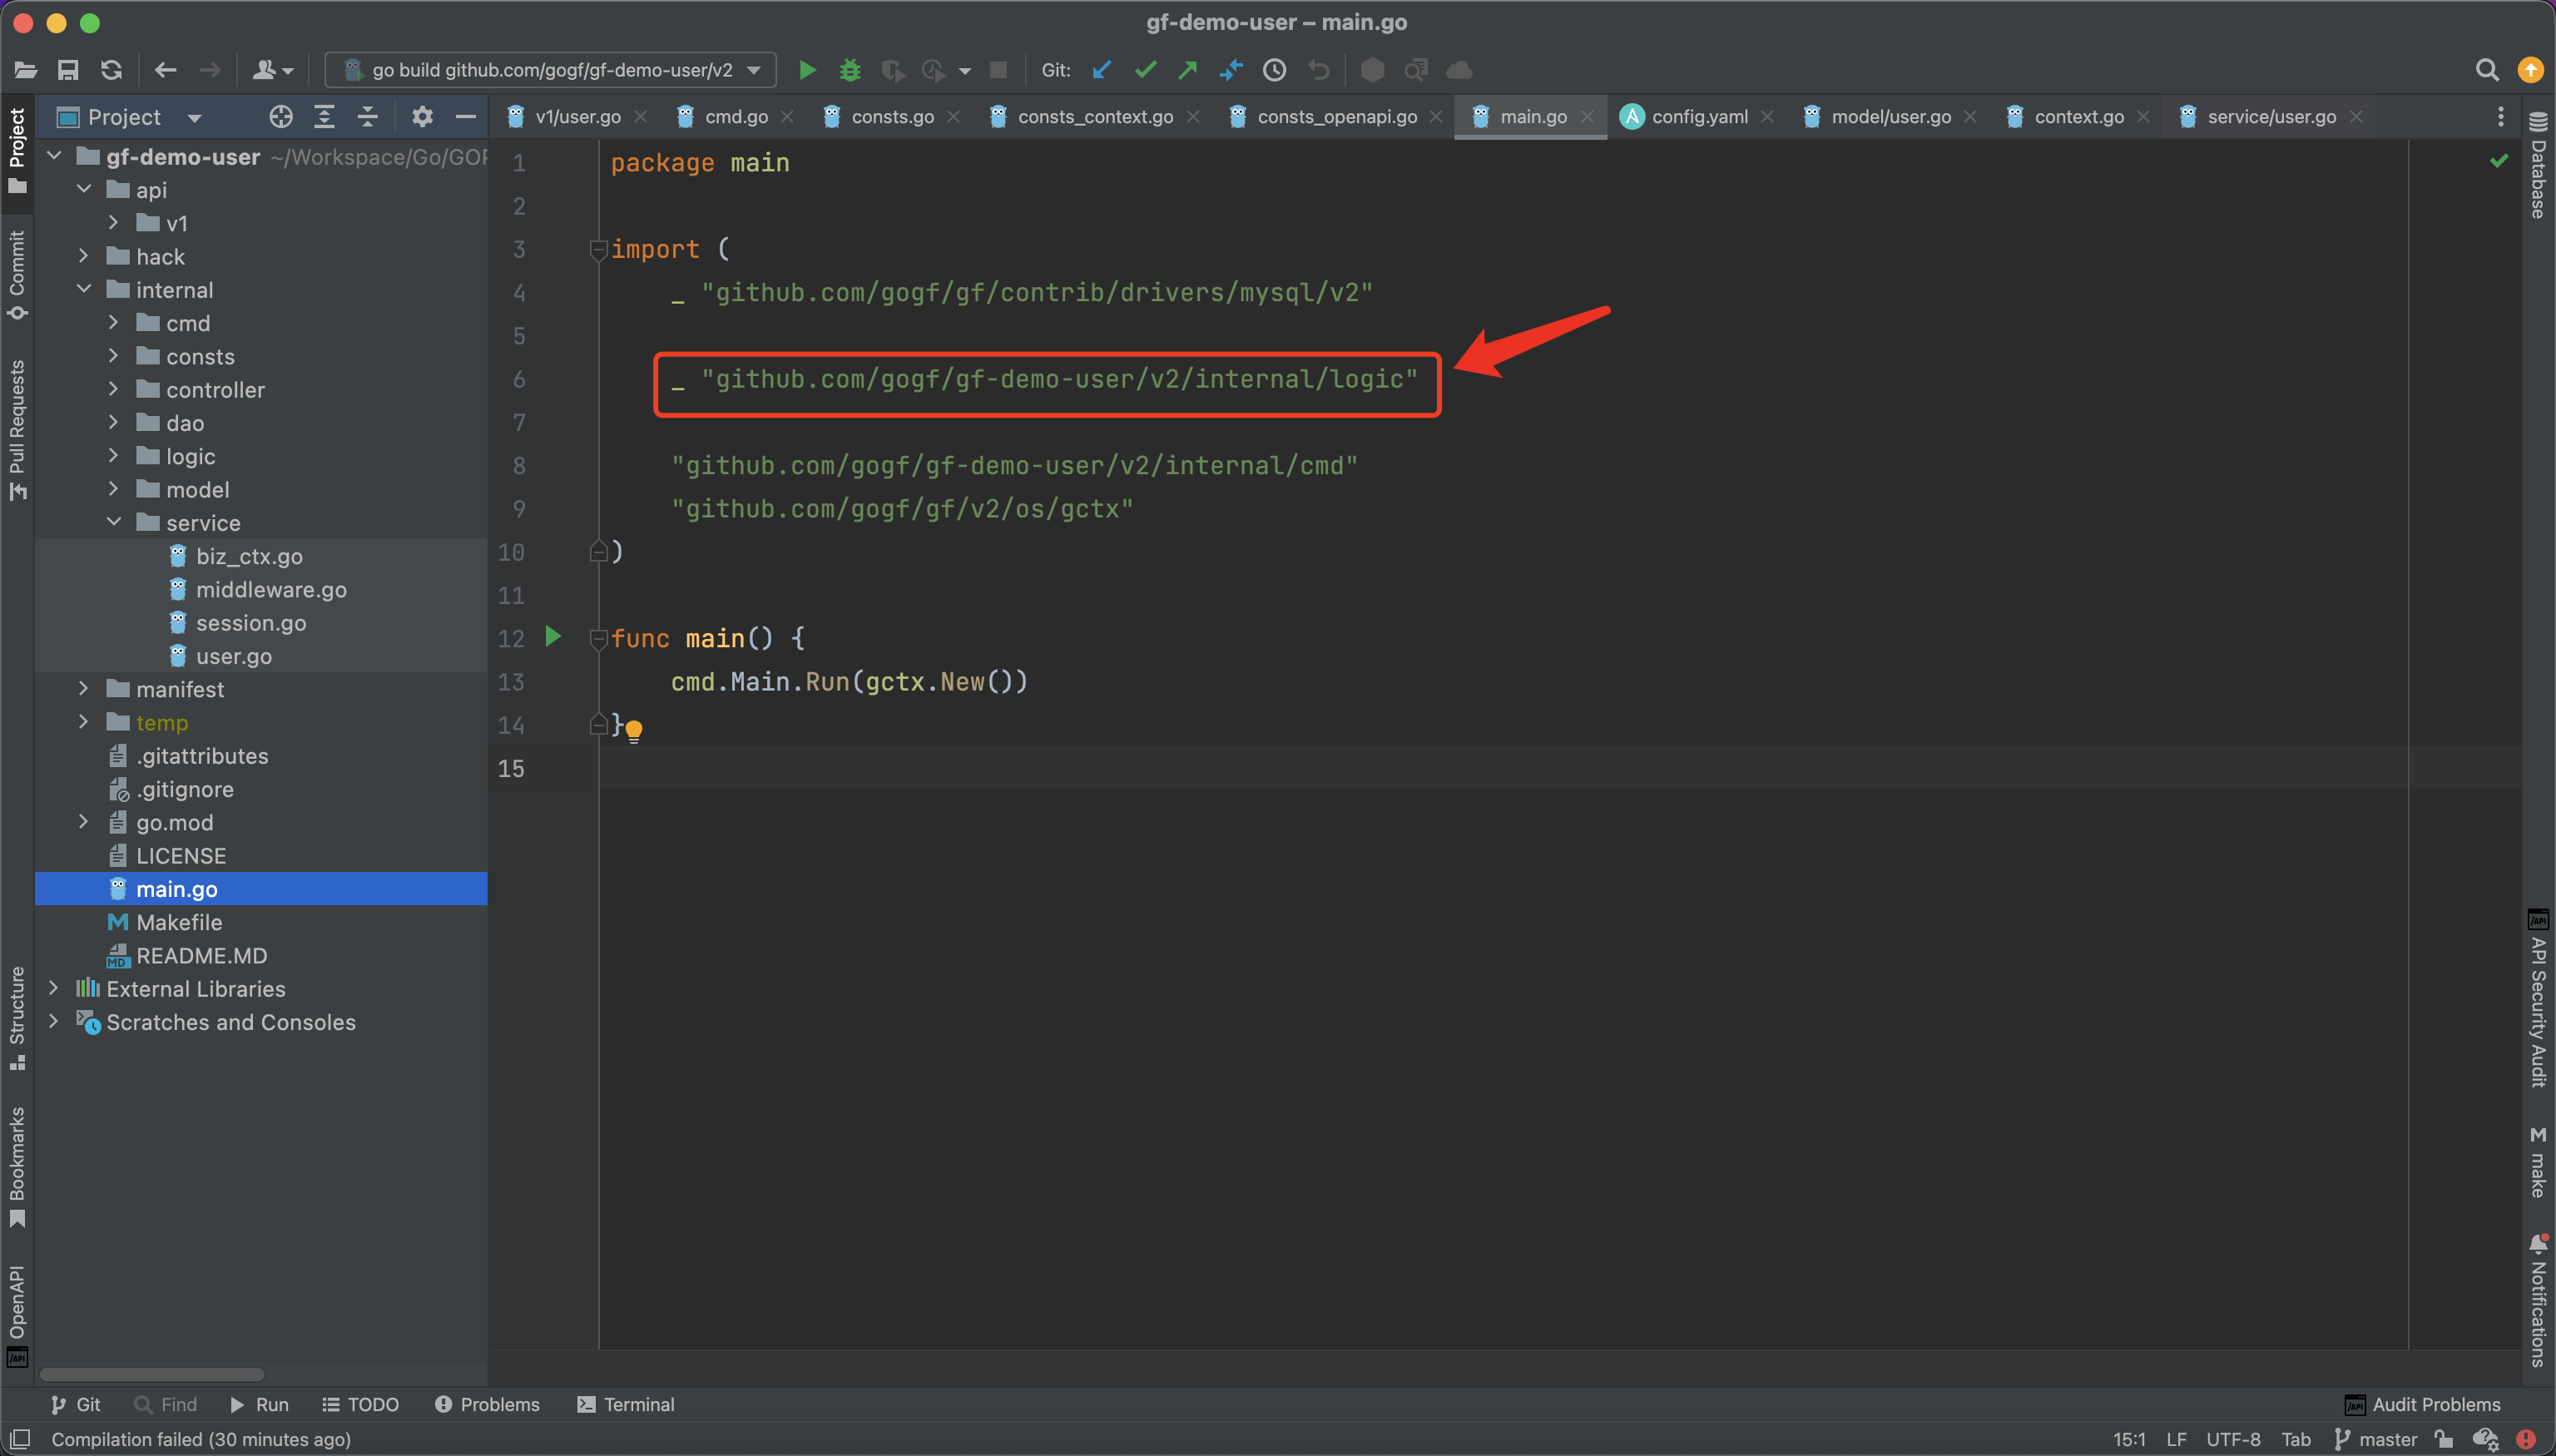 gf-demo-user – main.go
go build github.com/gogf/gf-demo-user/v2
Git:
Project
v1/user.go
cmd.go
consts.go
consts_context.go
consts_openapi.go
main.go
config.yaml
model/user.go
context.go
service/user.go
Project
Commit
Pull Requests
Structure
Bookmarks
OpenAPI
gf-demo-user ~/Workspace/Go/GOP
api
v1
hack
internal
cmd
consts
controller
dao
logic
model
service
biz_ctx.go
middleware.go
session.go
user.go
manifest
temp
.gitattributes
.gitignore
go.mod
LICENSE
main.go
Makefile
README.MD
External Libraries
Scratches and Consoles
1 package main
2
3 import (
4 _ "github.com/gogf/gf/contrib/drivers/mysql/v2"
5
6 _ "github.com/gogf/gf-demo-user/v2/internal/logic"
7
8 "github.com/gogf/gf-demo-user/v2/internal/cmd"
9 "github.com/gogf/gf/v2/os/gctx"
10 )
11
12 func main() {
13 cmd.Main.Run(gctx.New())
14 }
15
Database
API Security Audit
make
Notifications
Git
Find
Run
TODO
Problems
Terminal
Audit Problems
Compilation failed (30 minutes ago)
15:1 LF UTF-8 Tab master